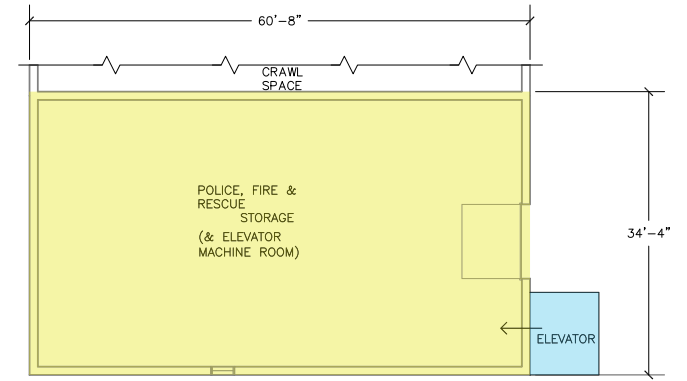 60'-8"
CRAWL
SPACE
POLICE, FIRE &
RESCUE
STORAGE
(& ELEVATOR
MACHINE ROOM)
34'-4"
ELEVATOR